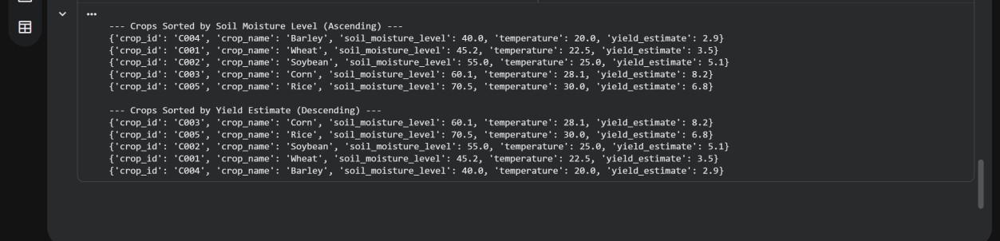 --- Crops Sorted by Soil Moisture Level (Ascending) ---
{'crop_id': 'C004', 'crop_name': 'Barley', 'soil_moisture_level': 40.0, 'temperature': 20.0, 'yield_estimate': 2.9}
{'crop_id': 'C001', 'crop_name': 'Wheat', 'soil_moisture_level': 45.2, 'temperature': 22.5, 'yield_estimate': 3.5}
{'crop_id': 'C002', 'crop_name': 'Soybean', 'soil_moisture_level': 55.0, 'temperature': 25.0, 'yield_estimate': 5.1}
{'crop_id': 'C003', 'crop_name': 'Corn', 'soil_moisture_level': 60.1, 'temperature': 28.1, 'yield_estimate': 8.2}
{'crop_id': 'C005', 'crop_name': 'Rice', 'soil_moisture_level': 70.5, 'temperature': 30.0, 'yield_estimate': 6.8}
--- Crops Sorted by Yield Estimate (Descending) ---
{'crop_id': 'C003', 'crop_name': 'Corn', 'soil_moisture_level': 60.1, 'temperature': 28.1, 'yield_estimate': 8.2}
{'crop_id': 'C005', 'crop_name': 'Rice', 'soil_moisture_level': 70.5, 'temperature': 30.0, 'yield_estimate': 6.8}
{'crop_id': 'C002', 'crop_name': 'Soybean', 'soil_moisture_level': 55.0, 'temperature': 25.0, 'yield_estimate': 5.1}
{'crop_id': 'C001', 'crop_name': 'Wheat', 'soil_moisture_level': 45.2, 'temperature': 22.5, 'yield_estimate': 3.5}
{'crop_id': 'C004', 'crop_name': 'Barley', 'soil_moisture_level': 40.0, 'temperature': 20.0, 'yield_estimate': 2.9}